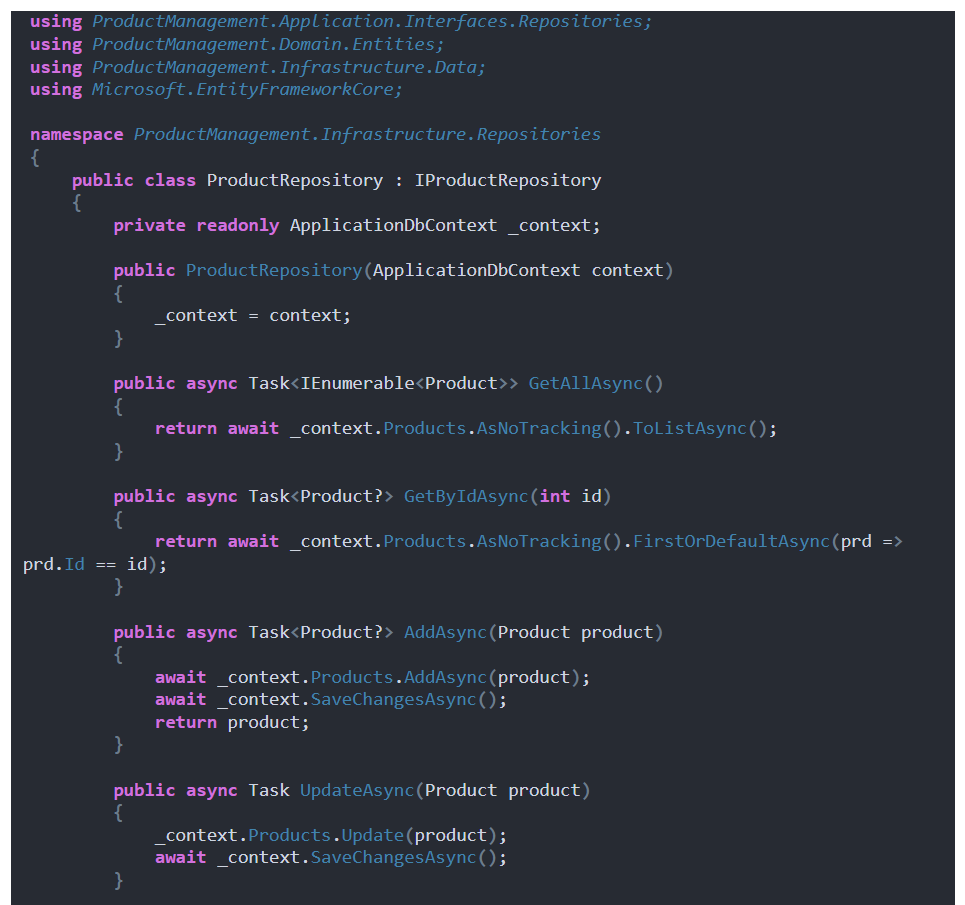 using ProductManagement.Application.Interfaces.Repositories;
using ProductManagement.Domain.Entities;
using ProductManagement.Infrastructure.Data;
using Microsoft.EntityFrameworkCore;

namespace ProductManagement.Infrastructure.Repositories
{
    public class ProductRepository : IProductRepository
    {
        private readonly ApplicationDbContext _context;

        public ProductRepository(ApplicationDbContext context)
        {
            _context = context;
        }

        public async Task<IEnumerable<Product>> GetAllAsync()
        {
            return await _context.Products.AsNoTracking().ToListAsync();
        }

        public async Task<Product?> GetByIdAsync(int id)
        {
            return await _context.Products.AsNoTracking().FirstOrDefaultAsync(prd =>
prd.Id == id);
        }

        public async Task<Product?> AddAsync(Product product)
        {
            await _context.Products.AddAsync(product);
            await _context.SaveChangesAsync();
            return product;
        }

        public async Task UpdateAsync(Product product)
        {
            _context.Products.Update(product);
            await _context.SaveChangesAsync();
        }